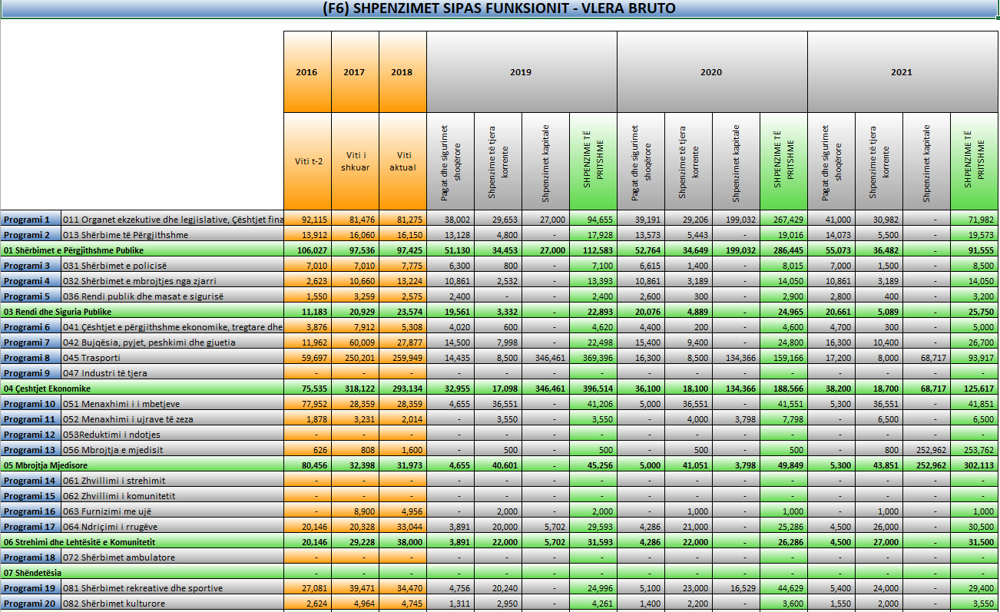 (F6) SHPENZIMET SIPAS FUNKSIONIT - VLERA BRUTO
2016 2017 2018 2019 2020 2021
Viti t-2 Viti i shkuar Viti aktual Pagat dhe sigurimet shoqërore Shpenzime të tjera korrente Shpenzimet kapitale SHPENZIME TË PRITSHME Pagat dhe sigurimet shoqërore Shpenzime të tjera korrente Shpenzimet kapitale SHPENZIME TË PRITSHME Pagat dhe sigurimet shoqërore Shpenzime të tjera korrente Shpenzimet kapitale SHPENZIME TË PRITSHME
Programi 1 011 Organet ekzekutive dhe legjislative, Çështjet fina 92,115 81,476 81,275 38,002 29,653 27,000 94,655 39,191 29,206 199,032 267,429 41,000 30,982 - 71,982
Programi 2 013 Shërbime të Përgjithshme 13,912 16,060 16,150 13,128 4,800 - 17,928 13,573 5,443 - 19,016 14,073 5,500 - 19,573
01 Shërbimet e Përgjithshme Publike 106,027 97,536 97,425 51,130 34,453 27,000 112,583 52,764 34,649 199,032 286,445 55,073 36,482 - 91,555
Programi 3 031 Shërbimet e policisë 7,010 7,010 7,775 6,300 800 - 7,100 6,615 1,400 - 8,015 7,000 1,500 - 8,500
Programi 4 032 Shërbimet e mbrojtjes nga zjarri 2,623 10,660 13,224 10,861 2,532 - 13,393 10,861 3,189 - 14,050 10,861 3,189 - 14,050
Programi 5 036 Rendi publik dhe masat e sigurisë 1,550 3,259 2,575 2,400 - - 2,400 2,600 300 - 2,900 2,800 400 - 3,200
03 Rendi dhe Siguria Publike 11,183 20,929 23,574 19,561 3,332 - 22,893 20,076 4,889 - 24,965 20,661 5,089 - 25,750
Programi 6 041 Çështjet e përgjithshme ekonomike, tregtare dhe 3,876 7,912 5,308 4,020 600 - 4,620 4,400 200 - 4,600 4,700 300 - 5,000
Programi 7 042 Bujqësia, pyjet, peshkimi dhe gjuetia 11,962 60,009 27,877 14,500 7,998 - 22,498 15,400 9,400 - 24,800 16,300 10,400 - 26,700
Programi 8 045 Trasporti 59,697 250,201 259,949 14,435 8,500 346,461 369,396 16,300 8,500 134,366 159,166 17,200 8,000 68,717 93,917
Programi 9 047 Industri të tjera - - - - - - - - - - - - - - -
04 Çeshtjet Ekonomike 75,535 318,122 293,134 32,955 17,098 346,461 396,514 36,100 18,100 134,366 188,566 38,200 18,700 68,717 125,617
Programi 10 051 Menaxhimi i i mbetjeve 77,952 28,359 28,359 4,655 36,551 - 41,206 5,000 36,551 - 41,551 5,300 36,551 - 41,851
Programi 11 052 Menaxhimi i ujrave të zeza 1,878 3,231 2,014 - 3,550 - 3,550 - 4,000 3,798 7,798 - 6,500 - 6,500
Programi 12 053Reduktimi i ndotjes - - - - - - - - - - - - - - -
Programi 13 056 Mbrojtja e mjedisit 626 808 1,600 - 500 - 500 - 500 - 500 - 800 252,962 253,762
05 Mbrojtja Mjedisore 80,456 32,398 31,973 4,655 40,601 - 45,256 5,000 41,051 3,798 49,849 5,300 43,851 252,962 302,113
Programi 14 061 Zhvillimi i strehimit - - - - - - - - - - - - - - -
Programi 15 062 Zhvillimi i komunitetit - - - - - - - - - - - - - - -
Programi 16 063 Furnizimi me ujë - 8,900 4,956 - 2,000 - 2,000 - 1,000 - 1,000 - 1,000 - 1,000
Programi 17 064 Ndriçimi i rrugëve 20,146 20,328 33,044 3,891 20,000 5,702 29,593 4,286 21,000 - 25,286 4,500 26,000 - 30,500
06 Strehimi dhe Lehtësitë e Komunitetit 20,146 29,228 38,000 3,891 22,000 5,702 31,593 4,286 22,000 - 26,286 4,500 27,000 - 31,500
Programi 18 072 Shërbimet ambulatore - - - - - - - - - - - - - - -
07 Shëndetësia - - - - - - - - - - - - - - -
Programi 19 081 Shërbimet rekreative dhe sportive 27,081 39,471 34,470 4,756 20,240 - 24,996 5,100 23,000 16,529 44,629 5,400 24,000 - 29,400
Programi 20 082 Shërbimet kulturore 2,624 4,964 4,745 1,311 2,950 - 4,261 1,400 2,200 - 3,600 1,550 2,000 - 3,550